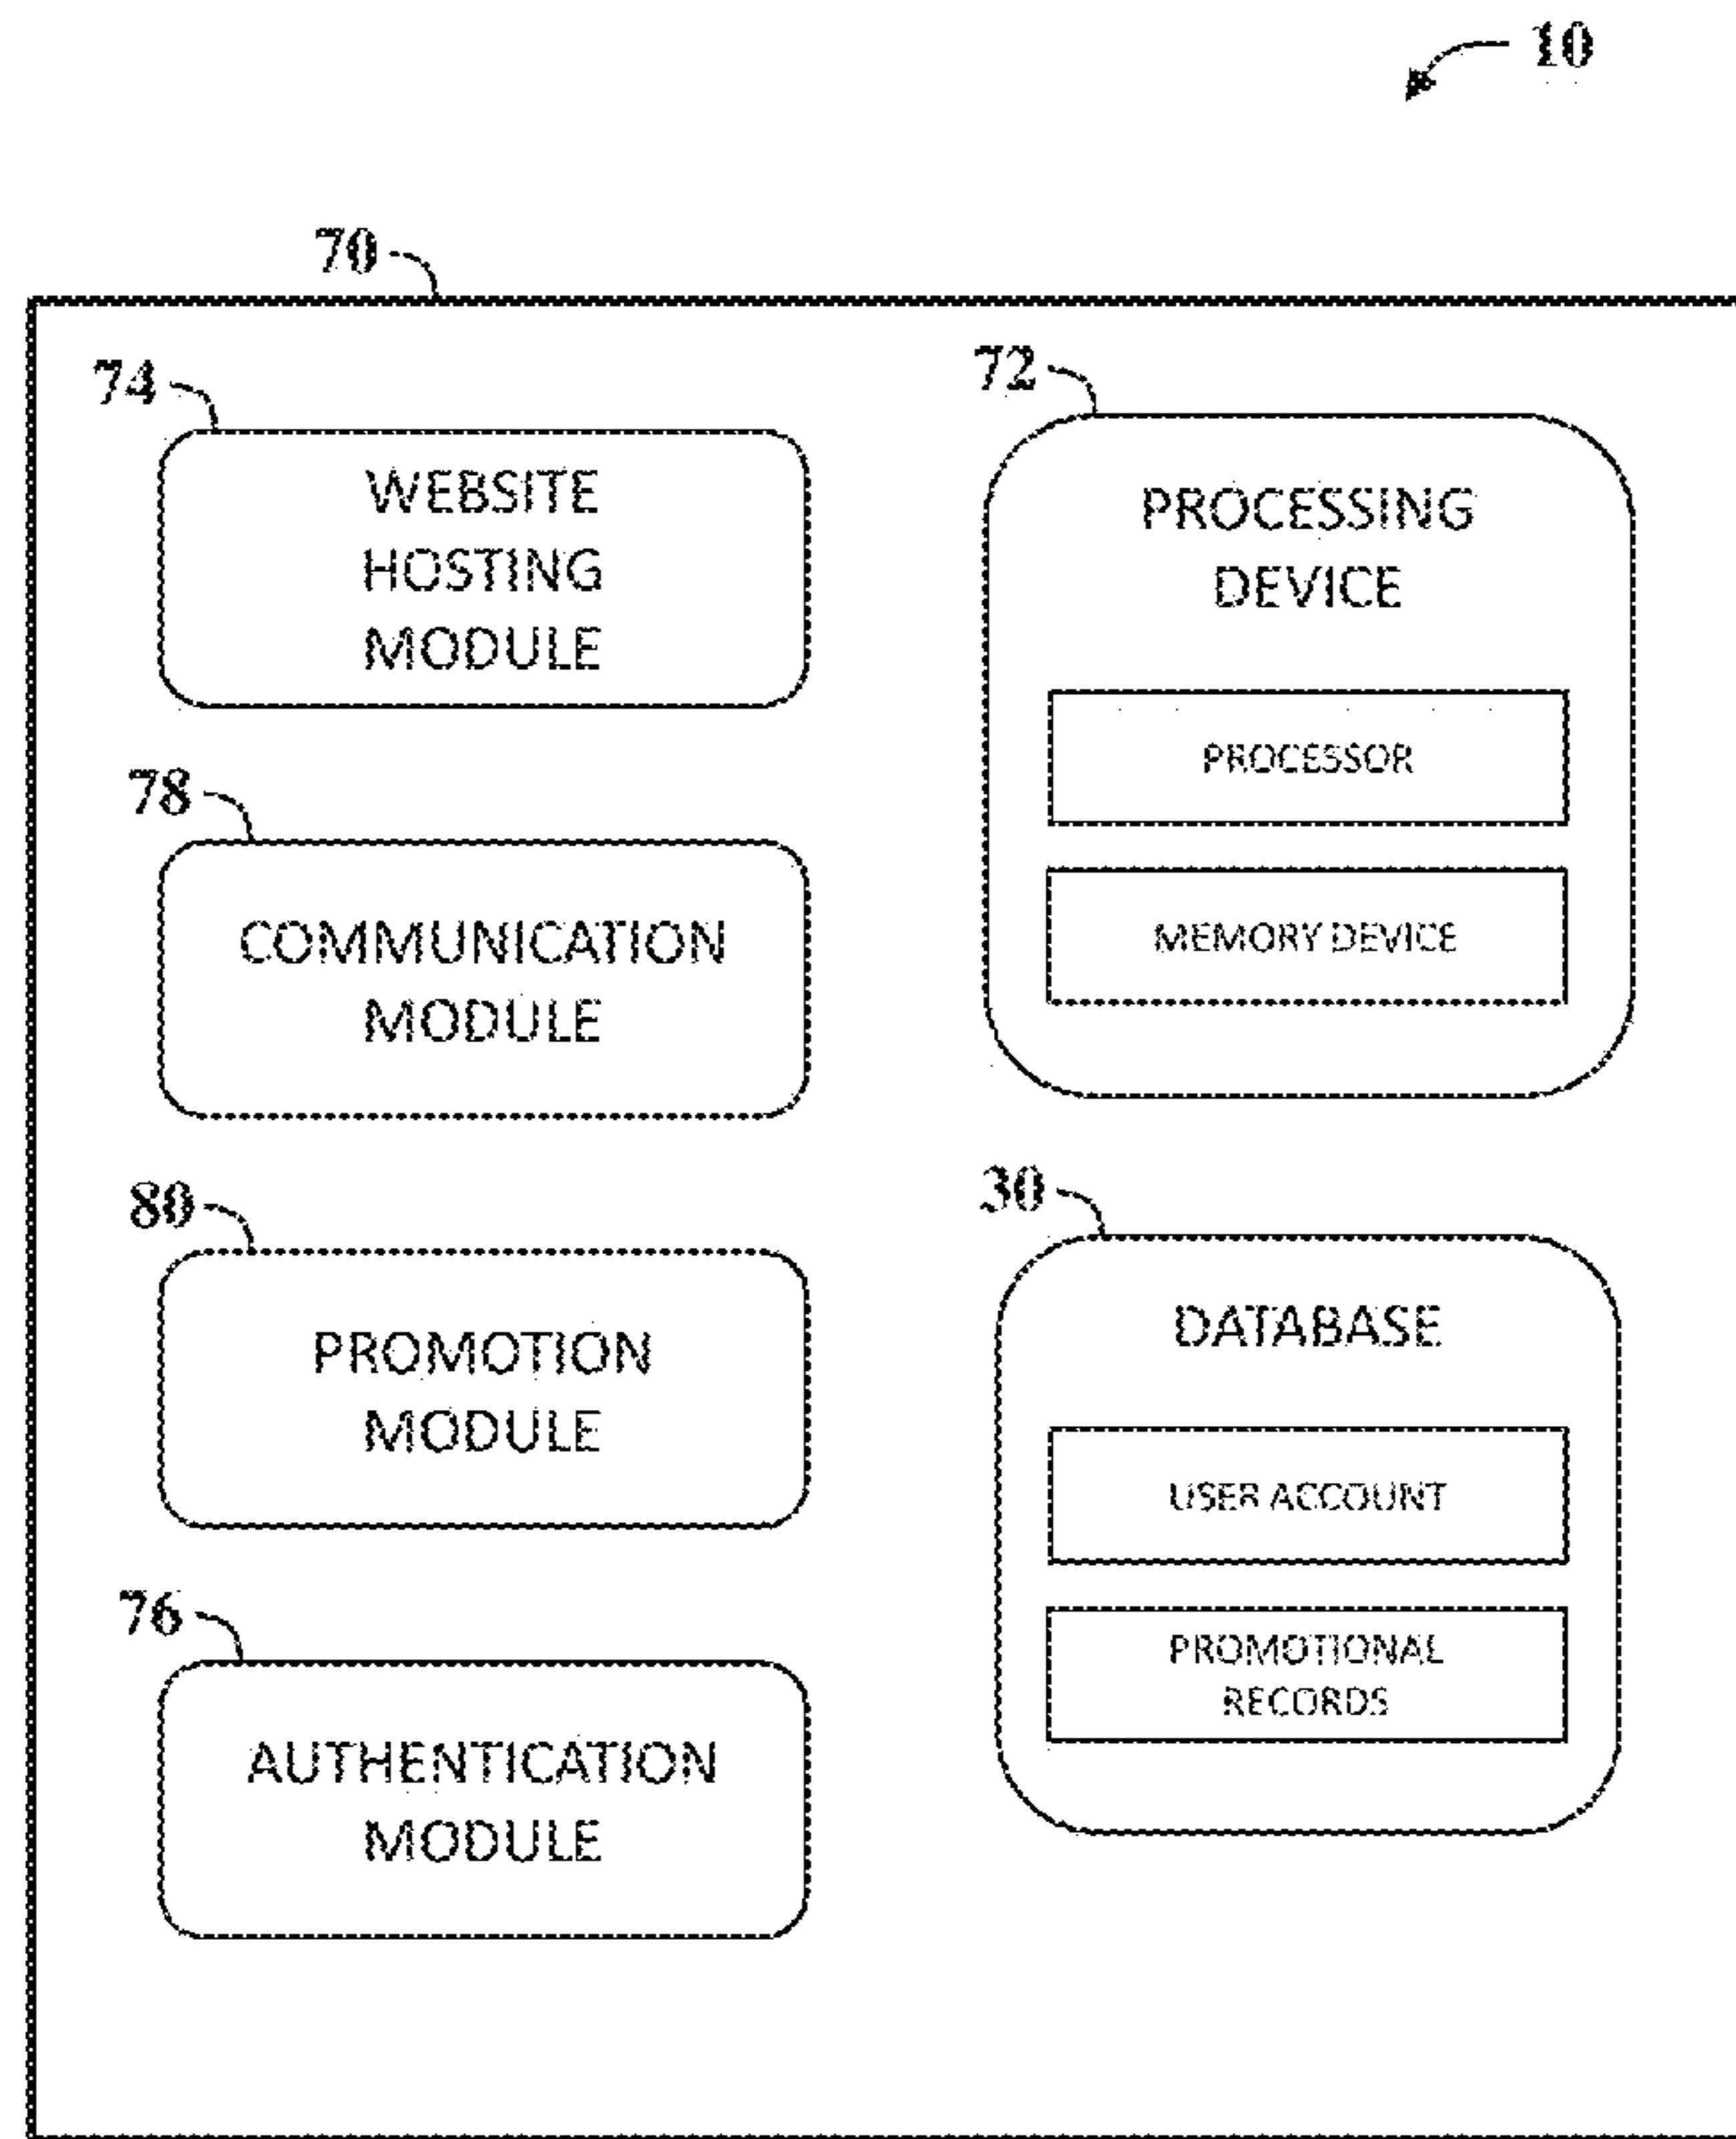 10
70
74
WEBSITE
HOSTING
MODULE
78
COMMUNICATION
MODULE
80
PROMOTION
MODULE
76
AUTHENTICATION
MODULE
72
PROCESSING
DEVICE
PROCESSOR
MEMORY DEVICE
30
DATABASE
USER ACCOUNT
PROMOTIONAL
RECORDS